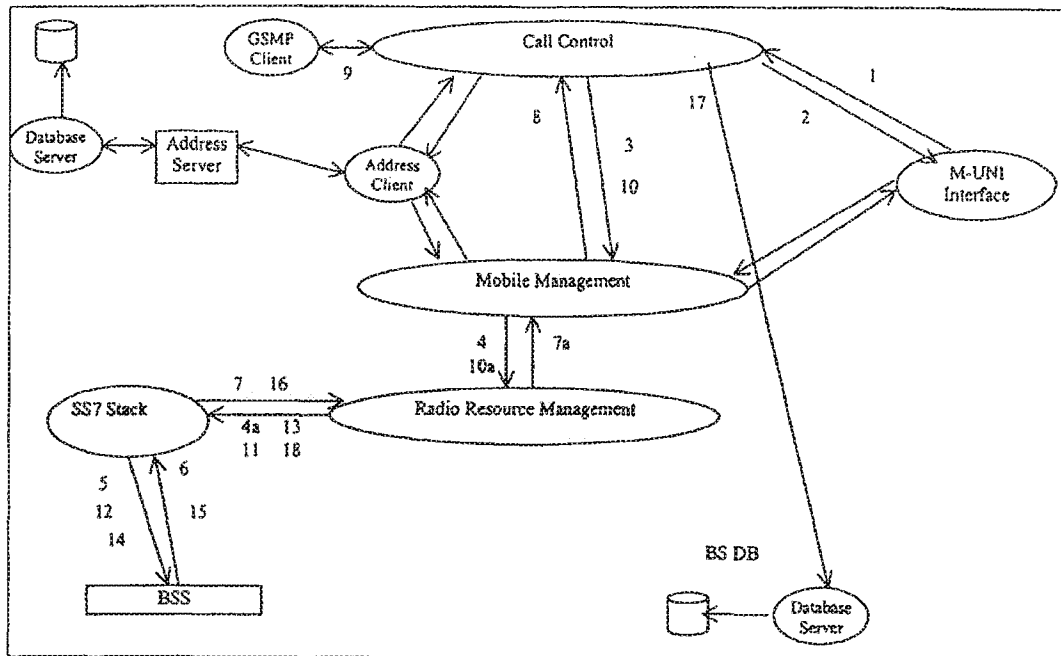 GSMP
Client
Call Control
9
1
2
17
8
3
10
Database
Server
Address
Server
Address
Client
M-UNI
Interface
Mobile Management
4
10a
7a
SS7 Stack
7 16
4a 13
11 18
Radio Resource Management
5
6
12
15
14
BSS
BS DB
Database
Server